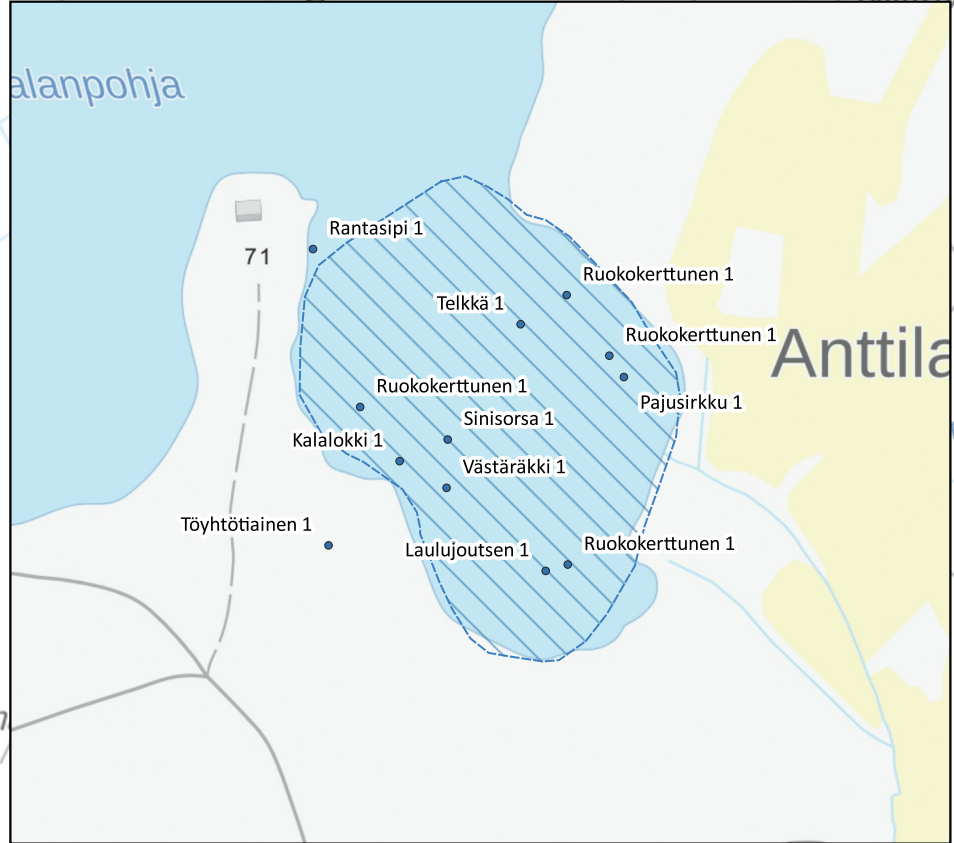 alanpohja
71
Rantasipi 1
Ruokokerttunen 1
Telkkä 1
Ruokokerttunen 1
Anttila
Ruokokerttunen 1
Pajusirkku 1
Sinisorsa 1
Kalalokki 1
Västäräkki 1
Töyhtötiainen 1
Laulujoutsen 1
Ruokokerttunen 1